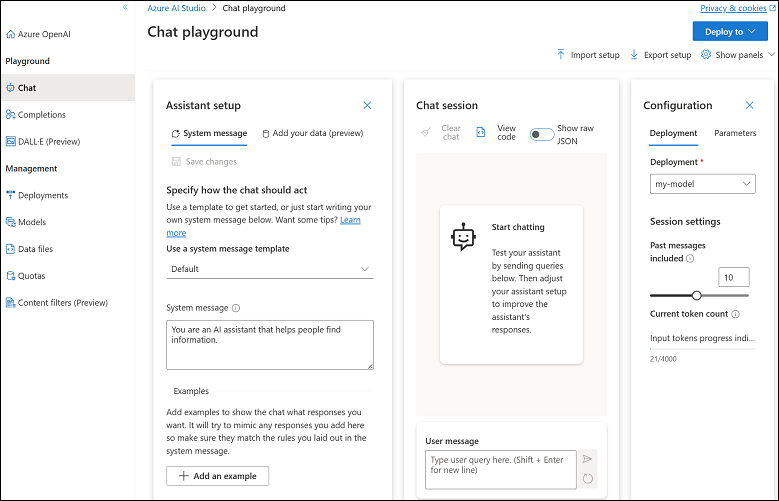 «
Azure OpenAI
Playground
Chat
Completions
DALL·E (Preview)
Management
Deployments
Models
Data files
Quotas
Content filters (Preview)
Azure AI Studio > Chat playground
Privacy & cookies
Chat playground
Deploy to
Import setup
Export setup
Show panels
Assistant setup
System message
Add your data (preview)
Save changes
Specify how the chat should act
Use a template to get started, or just start writing your
own system message below. Want some tips? Learn
more
Use a system message template
Default
System message
You are an AI assistant that helps people find
information.
Examples
Add examples to show the chat what responses you
want. It will try to mimic any responses you add here
so make sure they match the rules you laid out in the
system message.
+ Add an example
Chat session
Clear
chat
View
code
Show raw
JSON
Start chatting
Test your assistant
by sending queries
below. Then adjust
your assistant setup
to improve the
assistant's
responses.
User message
Type user query here. (Shift + Enter
for new line)
Configuration
Deployment
Parameters
Deployment *
my-model
Session settings
Past messages
included
10
Current token count
Input tokens progress indi...
21/4000